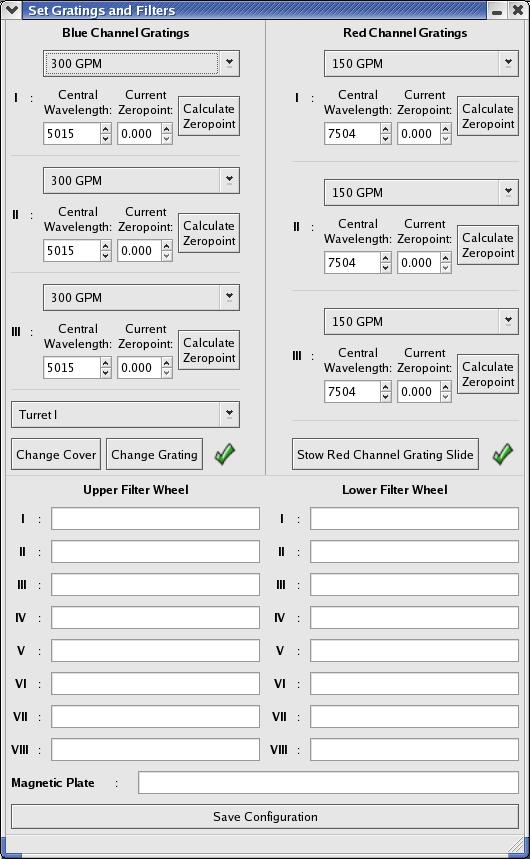 Set Gratings and Filters
Blue Channel Gratings
300 GPM
I : Central Wavelength: Current Zeropoint: Calculate Zeropoint
5015 0.000
300 GPM
II : Central Wavelength: Current Zeropoint: Calculate Zeropoint
5015 0.000
300 GPM
III : Central Wavelength: Current Zeropoint: Calculate Zeropoint
5015 0.000
Turret I
Change Cover Change Grating
Red Channel Gratings
150 GPM
I : Central Wavelength: Current Zeropoint: Calculate Zeropoint
7504 0.000
150 GPM
II : Central Wavelength: Current Zeropoint: Calculate Zeropoint
7504 0.000
150 GPM
III : Central Wavelength: Current Zeropoint: Calculate Zeropoint
7504 0.000
Stow Red Channel Grating Slide
Upper Filter Wheel
I :
II :
III :
IV :
V :
VI :
VII :
VIII :
Lower Filter Wheel
I :
II :
III :
IV :
V :
VI :
VII :
VIII :
Magnetic Plate :
Save Configuration